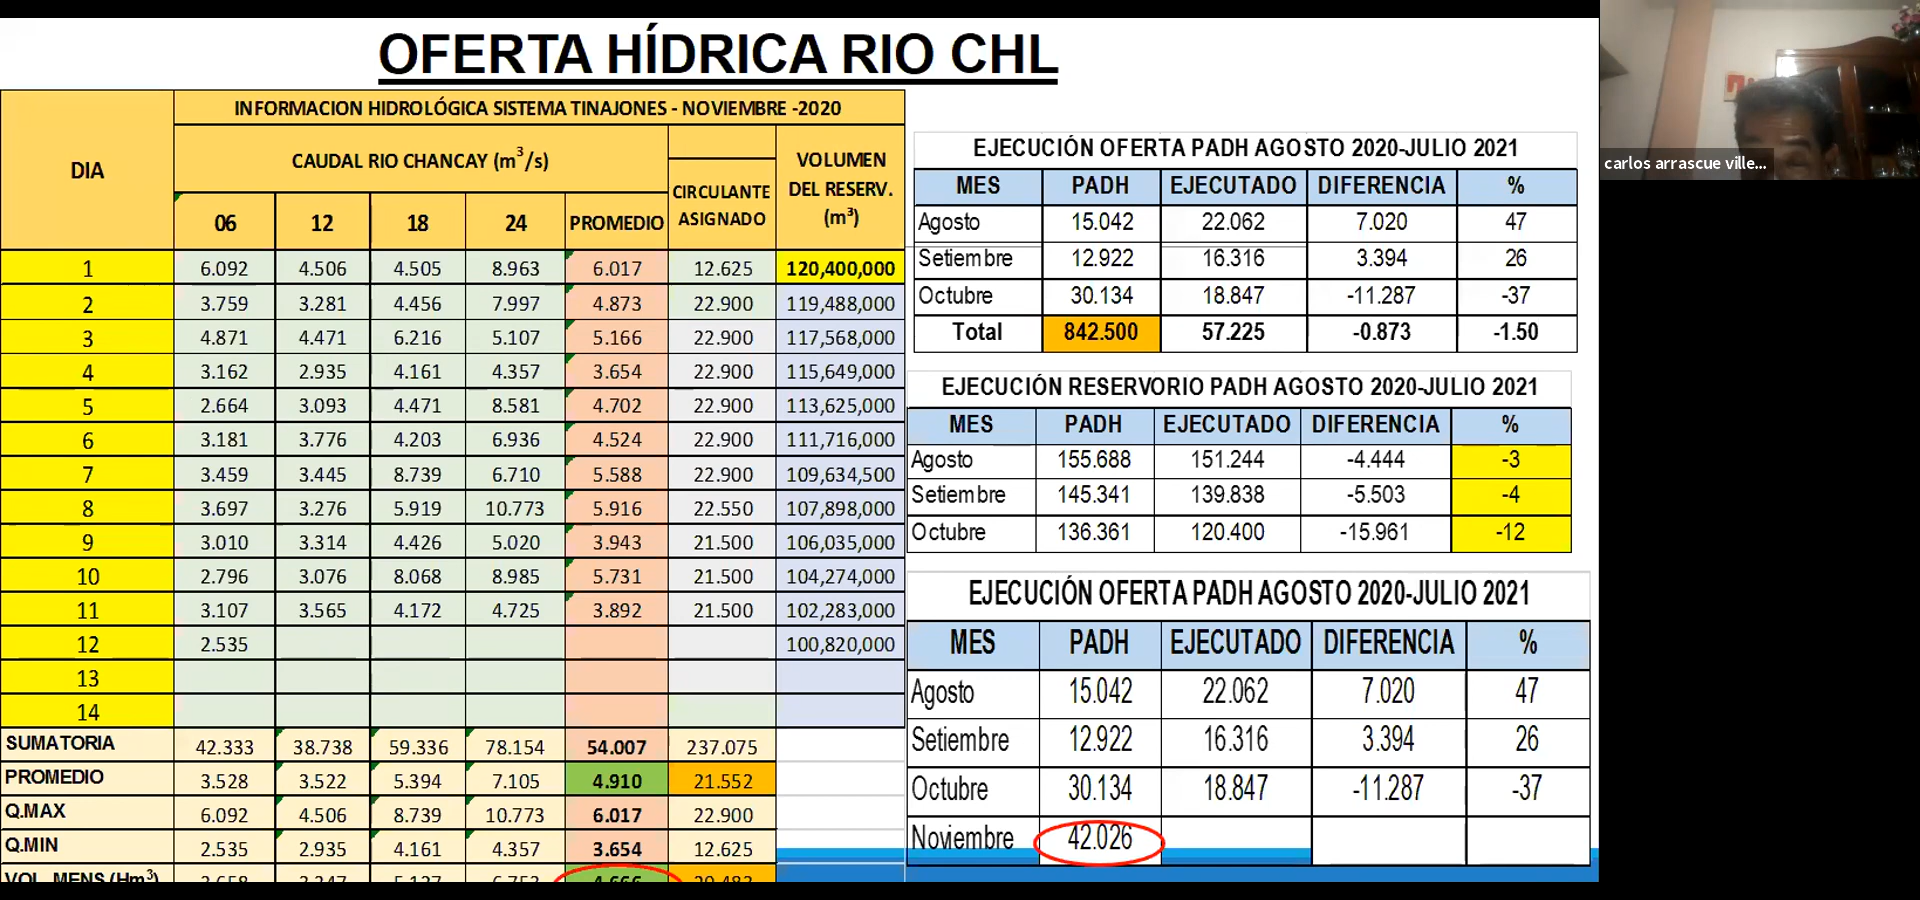 OFERTA HÍDRICA RIO CHL
INFORMACION HIDROLÓGICA SISTEMA TINAJONES - NOVIEMBRE -2020
DIA
CAUDAL RIO CHANCAY (m³/s)
CIRCULANTE ASIGNADO
VOLUMEN DEL RESERV. (m³)
06 12 18 24 PROMEDIO
1 6.092 4.506 4.505 8.963 6.017 12.625 120,400,000
2 3.759 3.281 4.456 7.997 4.873 22.900 119,488,000
3 4.871 4.471 6.216 5.107 5.166 22.900 117,568,000
4 3.162 2.935 4.161 4.357 3.654 22.900 115,649,000
5 2.664 3.093 4.471 8.581 4.702 22.900 113,625,000
6 3.181 3.776 4.203 6.936 4.524 22.900 111,716,000
7 3.459 3.445 8.739 6.710 5.588 22.900 109,634,500
8 3.697 3.276 5.919 10.773 5.916 22.550 107,898,000
9 3.010 3.314 4.426 5.020 3.943 21.500 106,035,000
10 2.796 3.076 8.068 8.985 5.731 21.500 104,274,000
11 3.107 3.565 4.172 4.725 3.892 21.500 102,283,000
12 2.535 100,820,000
13
14
SUMATORIA 42.333 38.738 59.336 78.154 54.007 237.075
PROMEDIO 3.528 3.522 5.394 7.105 4.910 21.552
Q.MAX 6.092 4.506 8.739 10.773 6.017 22.900
Q.MIN 2.535 2.935 4.161 4.357 3.654 12.625
VOL. MENS (Hm³)
EJECUCIÓN OFERTA PADH AGOSTO 2020-JULIO 2021
MES PADH EJECUTADO DIFERENCIA %
Agosto 15.042 22.062 7.020 47
Setiembre 12.922 16.316 3.394 26
Octubre 30.134 18.847 -11.287 -37
Total 842.500 57.225 -0.873 -1.50
EJECUCIÓN RESERVORIO PADH AGOSTO 2020-JULIO 2021
MES PADH EJECUTADO DIFERENCIA %
Agosto 155.688 151.244 -4.444 -3
Setiembre 145.341 139.838 -5.503 -4
Octubre 136.361 120.400 -15.961 -12
EJECUCIÓN OFERTA PADH AGOSTO 2020-JULIO 2021
MES PADH EJECUTADO DIFERENCIA %
Agosto 15.042 22.062 7.020 47
Setiembre 12.922 16.316 3.394 26
Octubre 30.134 18.847 -11.287 -37
Noviembre 42.026
carlos arrascue ville...